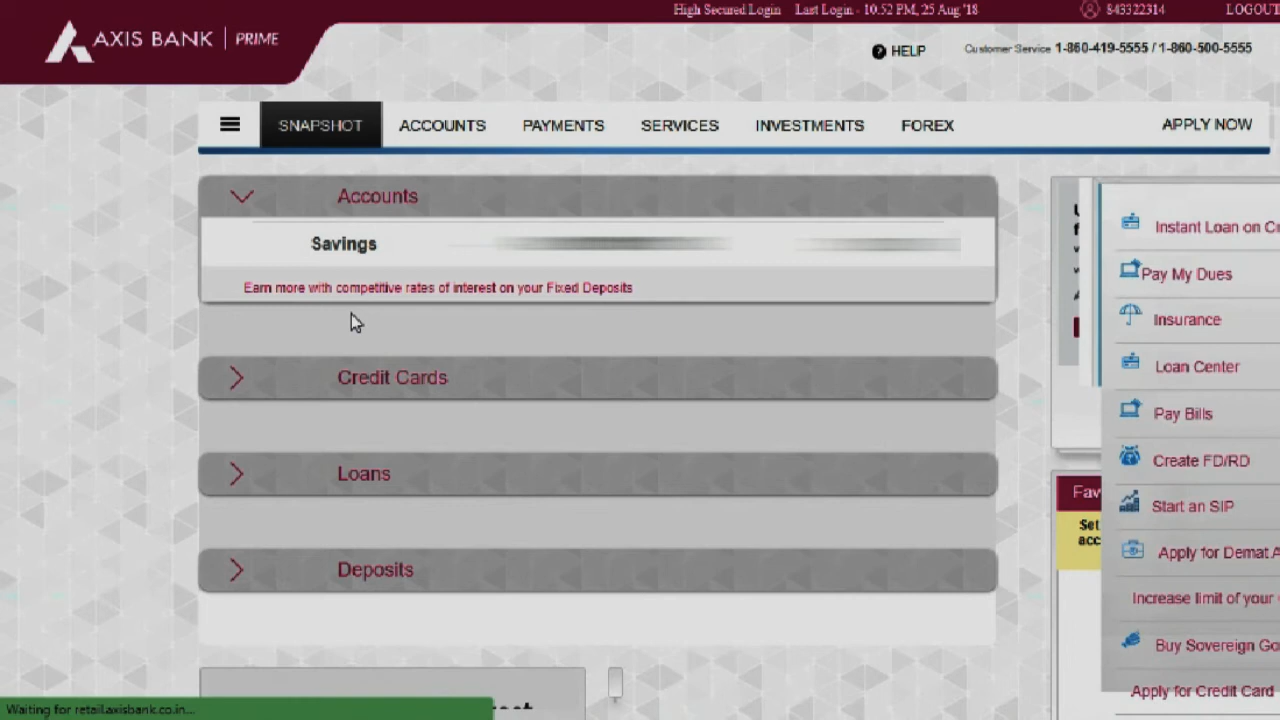 High Secured Login Last Login - 10.52 PM, 25 Aug '18 843322314 LOGOUT
AXIS BANK | PRIME
HELP Customer Service 1-860-419-5555 / 1-860-500-5555
SNAPSHOT ACCOUNTS PAYMENTS SERVICES INVESTMENTS FOREX APPLY NOW
Accounts
Savings
Earn more with competitive rates of interest on your Fixed Deposits
Credit Cards
Loans
Deposits
Instant Loan on
Pay My Dues
Insurance
Loan Center
Pay Bills
Create FD/RD
Start an SIP
Apply for Demat
Increase limit of your
Buy Sovereign
Apply for Credit Card
Fav
Set
acc
Waiting for retail.axisbank.co.in...